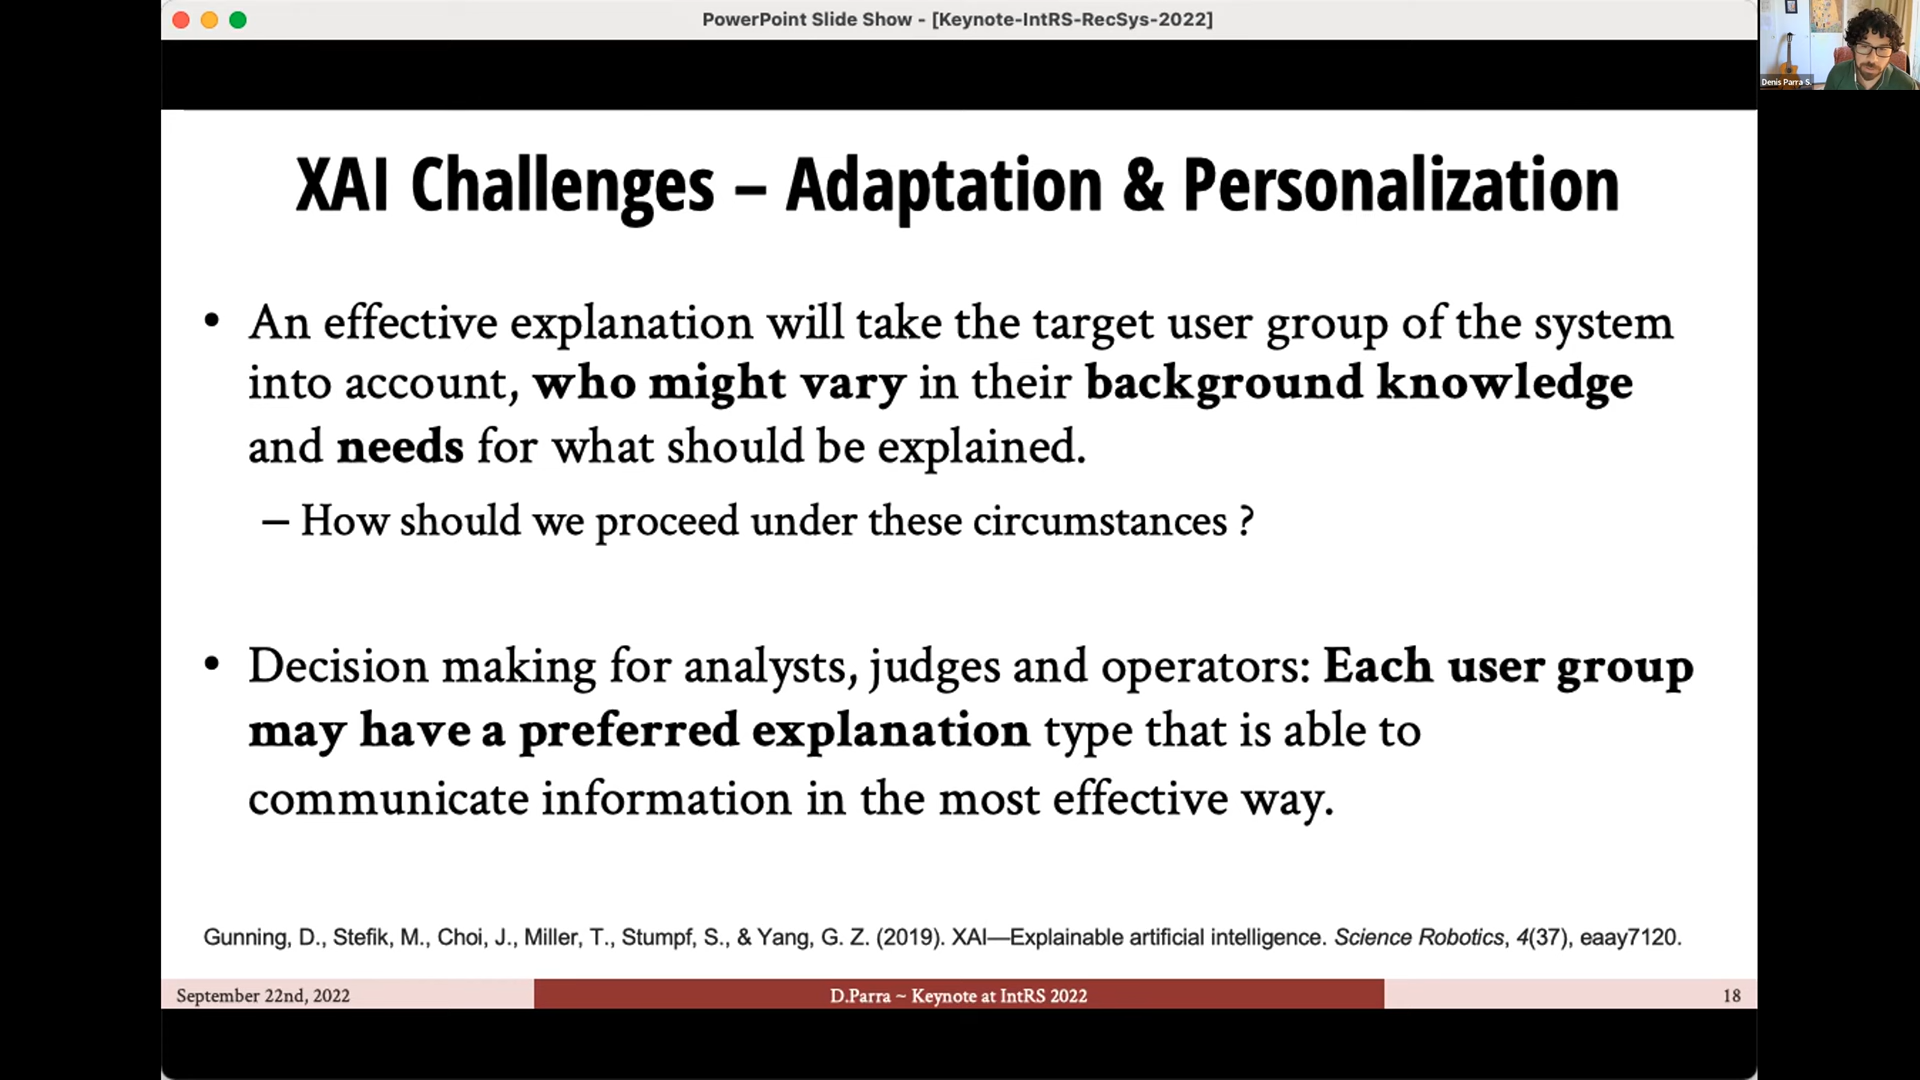 PowerPoint Slide Show - [Keynote-IntRS-RecSys-2022]
Denis Parra S.
XAI Challenges – Adaptation & Personalization
• An effective explanation will take the target user group of the system
into account, who might vary in their background knowledge
and needs for what should be explained.
– How should we proceed under these circumstances ?
• Decision making for analysts, judges and operators: Each user group
may have a preferred explanation type that is able to
communicate information in the most effective way.
Gunning, D., Stefik, M., Choi, J., Miller, T., Stumpf, S., & Yang, G. Z. (2019). XAI—Explainable artificial intelligence. Science Robotics, 4(37), eaay7120.
September 22nd, 2022
D.Parra ~ Keynote at IntRS 2022
18